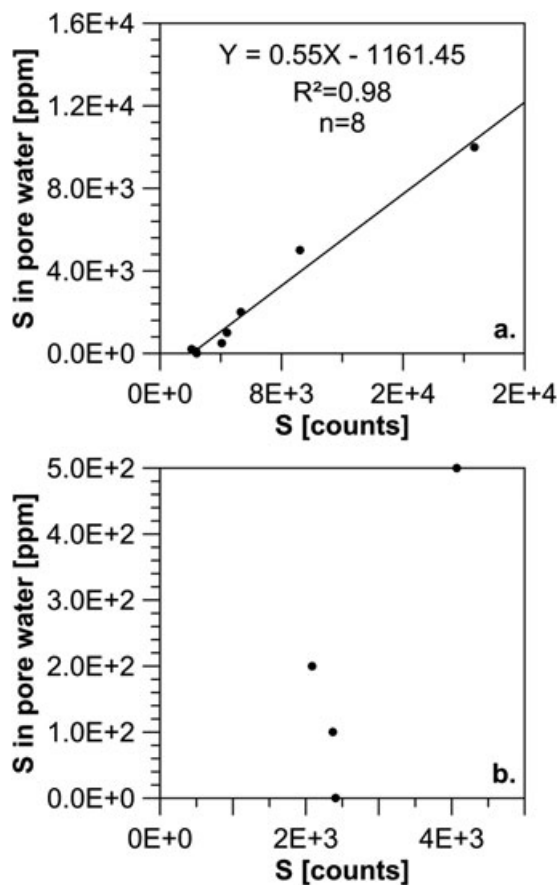 1.6E+4
1.2E+4
8.0E+3
4.0E+3
0.0E+0
S in pore water [ppm]
Y = 0.55X - 1161.45
R²=0.98
n=8
a.
0E+0 8E+3 2E+4 2E+4
S [counts]
5.0E+2
4.0E+2
3.0E+2
2.0E+2
1.0E+2
0.0E+0
S in pore water [ppm]
b.
0E+0 2E+3 4E+3
S [counts]